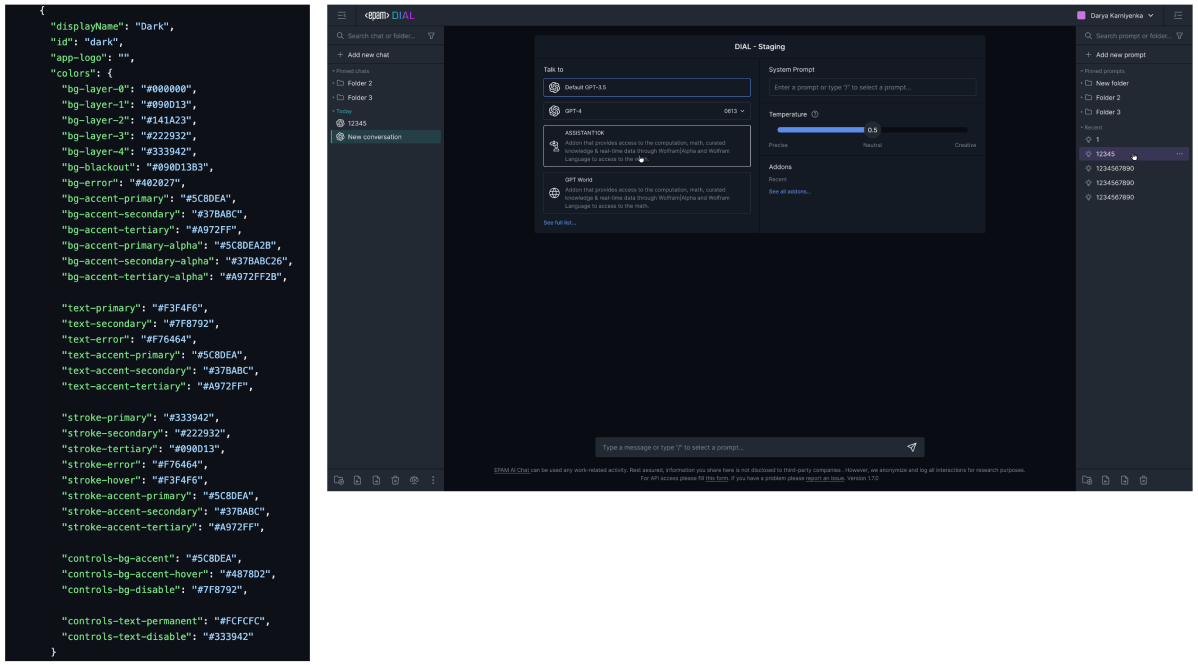 {
"displayName": "Dark",
"id": "dark",
"app-logo": "",
"colors": {
"bg-layer-0": "#000000",
"bg-layer-1": "#090D13",
"bg-layer-2": "#141A23",
"bg-layer-3": "#222932",
"bg-layer-4": "#333942",
"bg-blackout": "#090D13B3",
"bg-error": "#402027",
"bg-accent-primary": "#5C8DEA",
"bg-accent-secondary": "#37BABC",
"bg-accent-tertiary": "#A972FF",
"bg-accent-primary-alpha": "#5C8DEA2B",
"bg-accent-secondary-alpha": "#37BABC26",
"bg-accent-tertiary-alpha": "#A972FF2B",
"text-primary": "#F3F4F6",
"text-secondary": "#7F8792",
"text-error": "#F76464",
"text-accent-primary": "#5C8DEA",
"text-accent-secondary": "#37BABC",
"text-accent-tertiary": "#A972FF",
"stroke-primary": "#333942",
"stroke-secondary": "#222932",
"stroke-tertiary": "#090D13",
"stroke-error": "#F76464",
"stroke-hover": "#F3F4F6",
"stroke-accent-primary": "#5C8DEA",
"stroke-accent-secondary": "#37BABC",
"stroke-accent-tertiary": "#A972FF",
"controls-bg-accent": "#5C8DEA",
"controls-bg-accent-hover": "#4878D2",
"controls-bg-disable": "#7F8792",
"controls-text-permanent": "#FCFCFC",
"controls-text-disable": "#333942"
}
<epam> DIAL
Darya Karniyenka
Search chat or folder...
+ Add new chat
Pinned chats
Folder 2
Folder 3
Today
12345
New conversation
DIAL - Staging
Talk to
Default GPT-3.5
GPT-4
0613
ASSISTANT10K
Addon that provides access to the computation, math, curated
knowledge & real-time data through Wolfram|Alpha and Wolfram
Language to access to the
GPT World
Addon that provides access to the computation, math, curated
knowledge & real-time data through Wolfram|Alpha and Wolfram
Language to access to the math.
See full list...
System Prompt
Enter a prompt or type "/" to select a prompt...
Temperature
0.5
Precise
Neutral
Creative
Addons
Recent
See all addons...
Type a message or type "/" to select a prompt...
EPAM AI Chat can be used any work-related activity. Rest assured, information you share here is not disclosed to third-party companies . However, we anonymize and log all interactions for research purposes.
For API access please fill this form. If you have a problem please report an issue. Version 1.7.0
Search prompt or folder...
+ Add new prompt
Pinned prompts
New folder
Folder 2
Folder 3
Recent
1
12345
1234567890
1234567890
1234567890